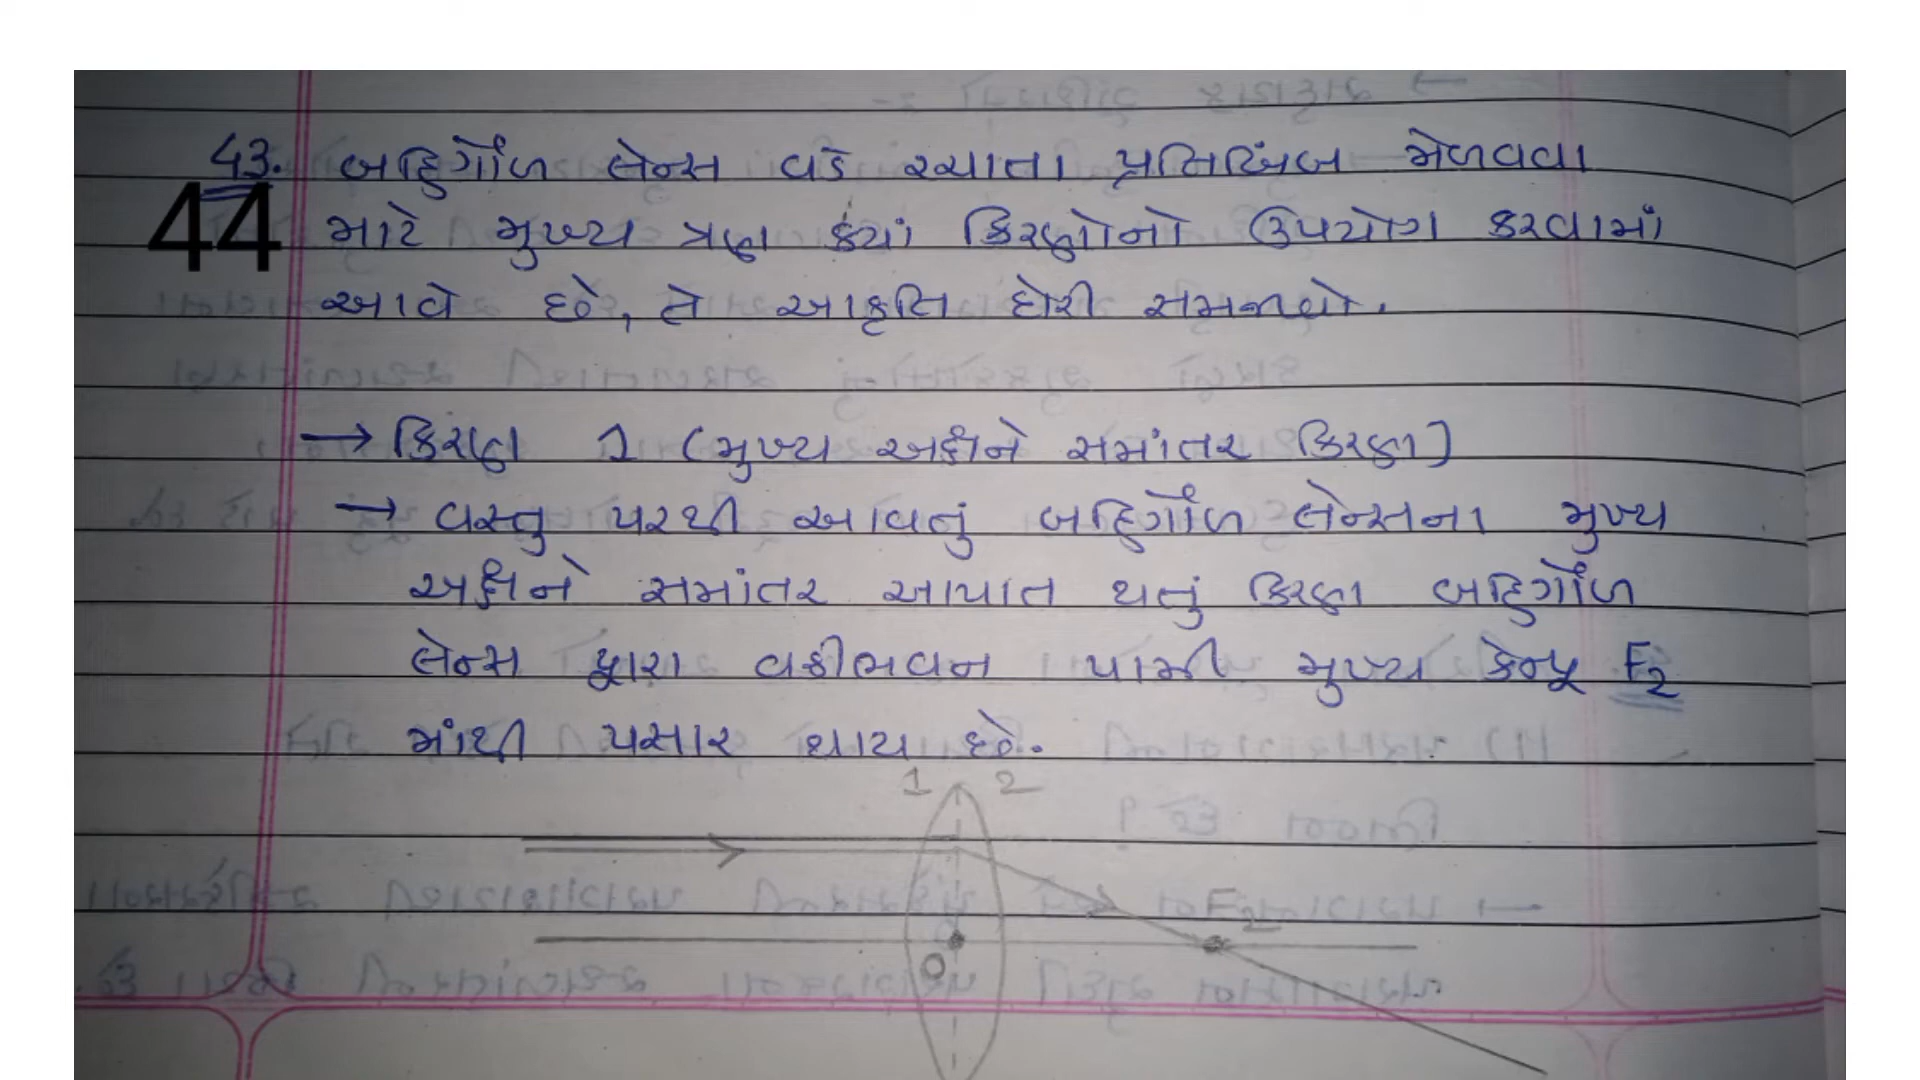 43. બહિર્ગોળ લેન્સ વડે રચાતા પ્રતિબિંબ મેળવવા
44 માટે મુખ્ય ત્રણ કયાં કિરણોનો ઉપયોગ કરવામાં
આવે છે, તે આકૃતિ દોરી સમજાવો.
→ કિરણ 1 (મુખ્ય અક્ષને સમાંતર કિરણ)
→ વસ્તુ પરથી આવતું બહિર્ગોળ લેન્સના મુખ્ય
અક્ષને સમાંતર આપાત થતું કિરણ બહિર્ગોળ
લેન્સ દ્વારા વક્રીભવન પામી મુખ્ય કેન્દ્ર F2
માંથી પસાર થાય છે.
1 2
F2
O